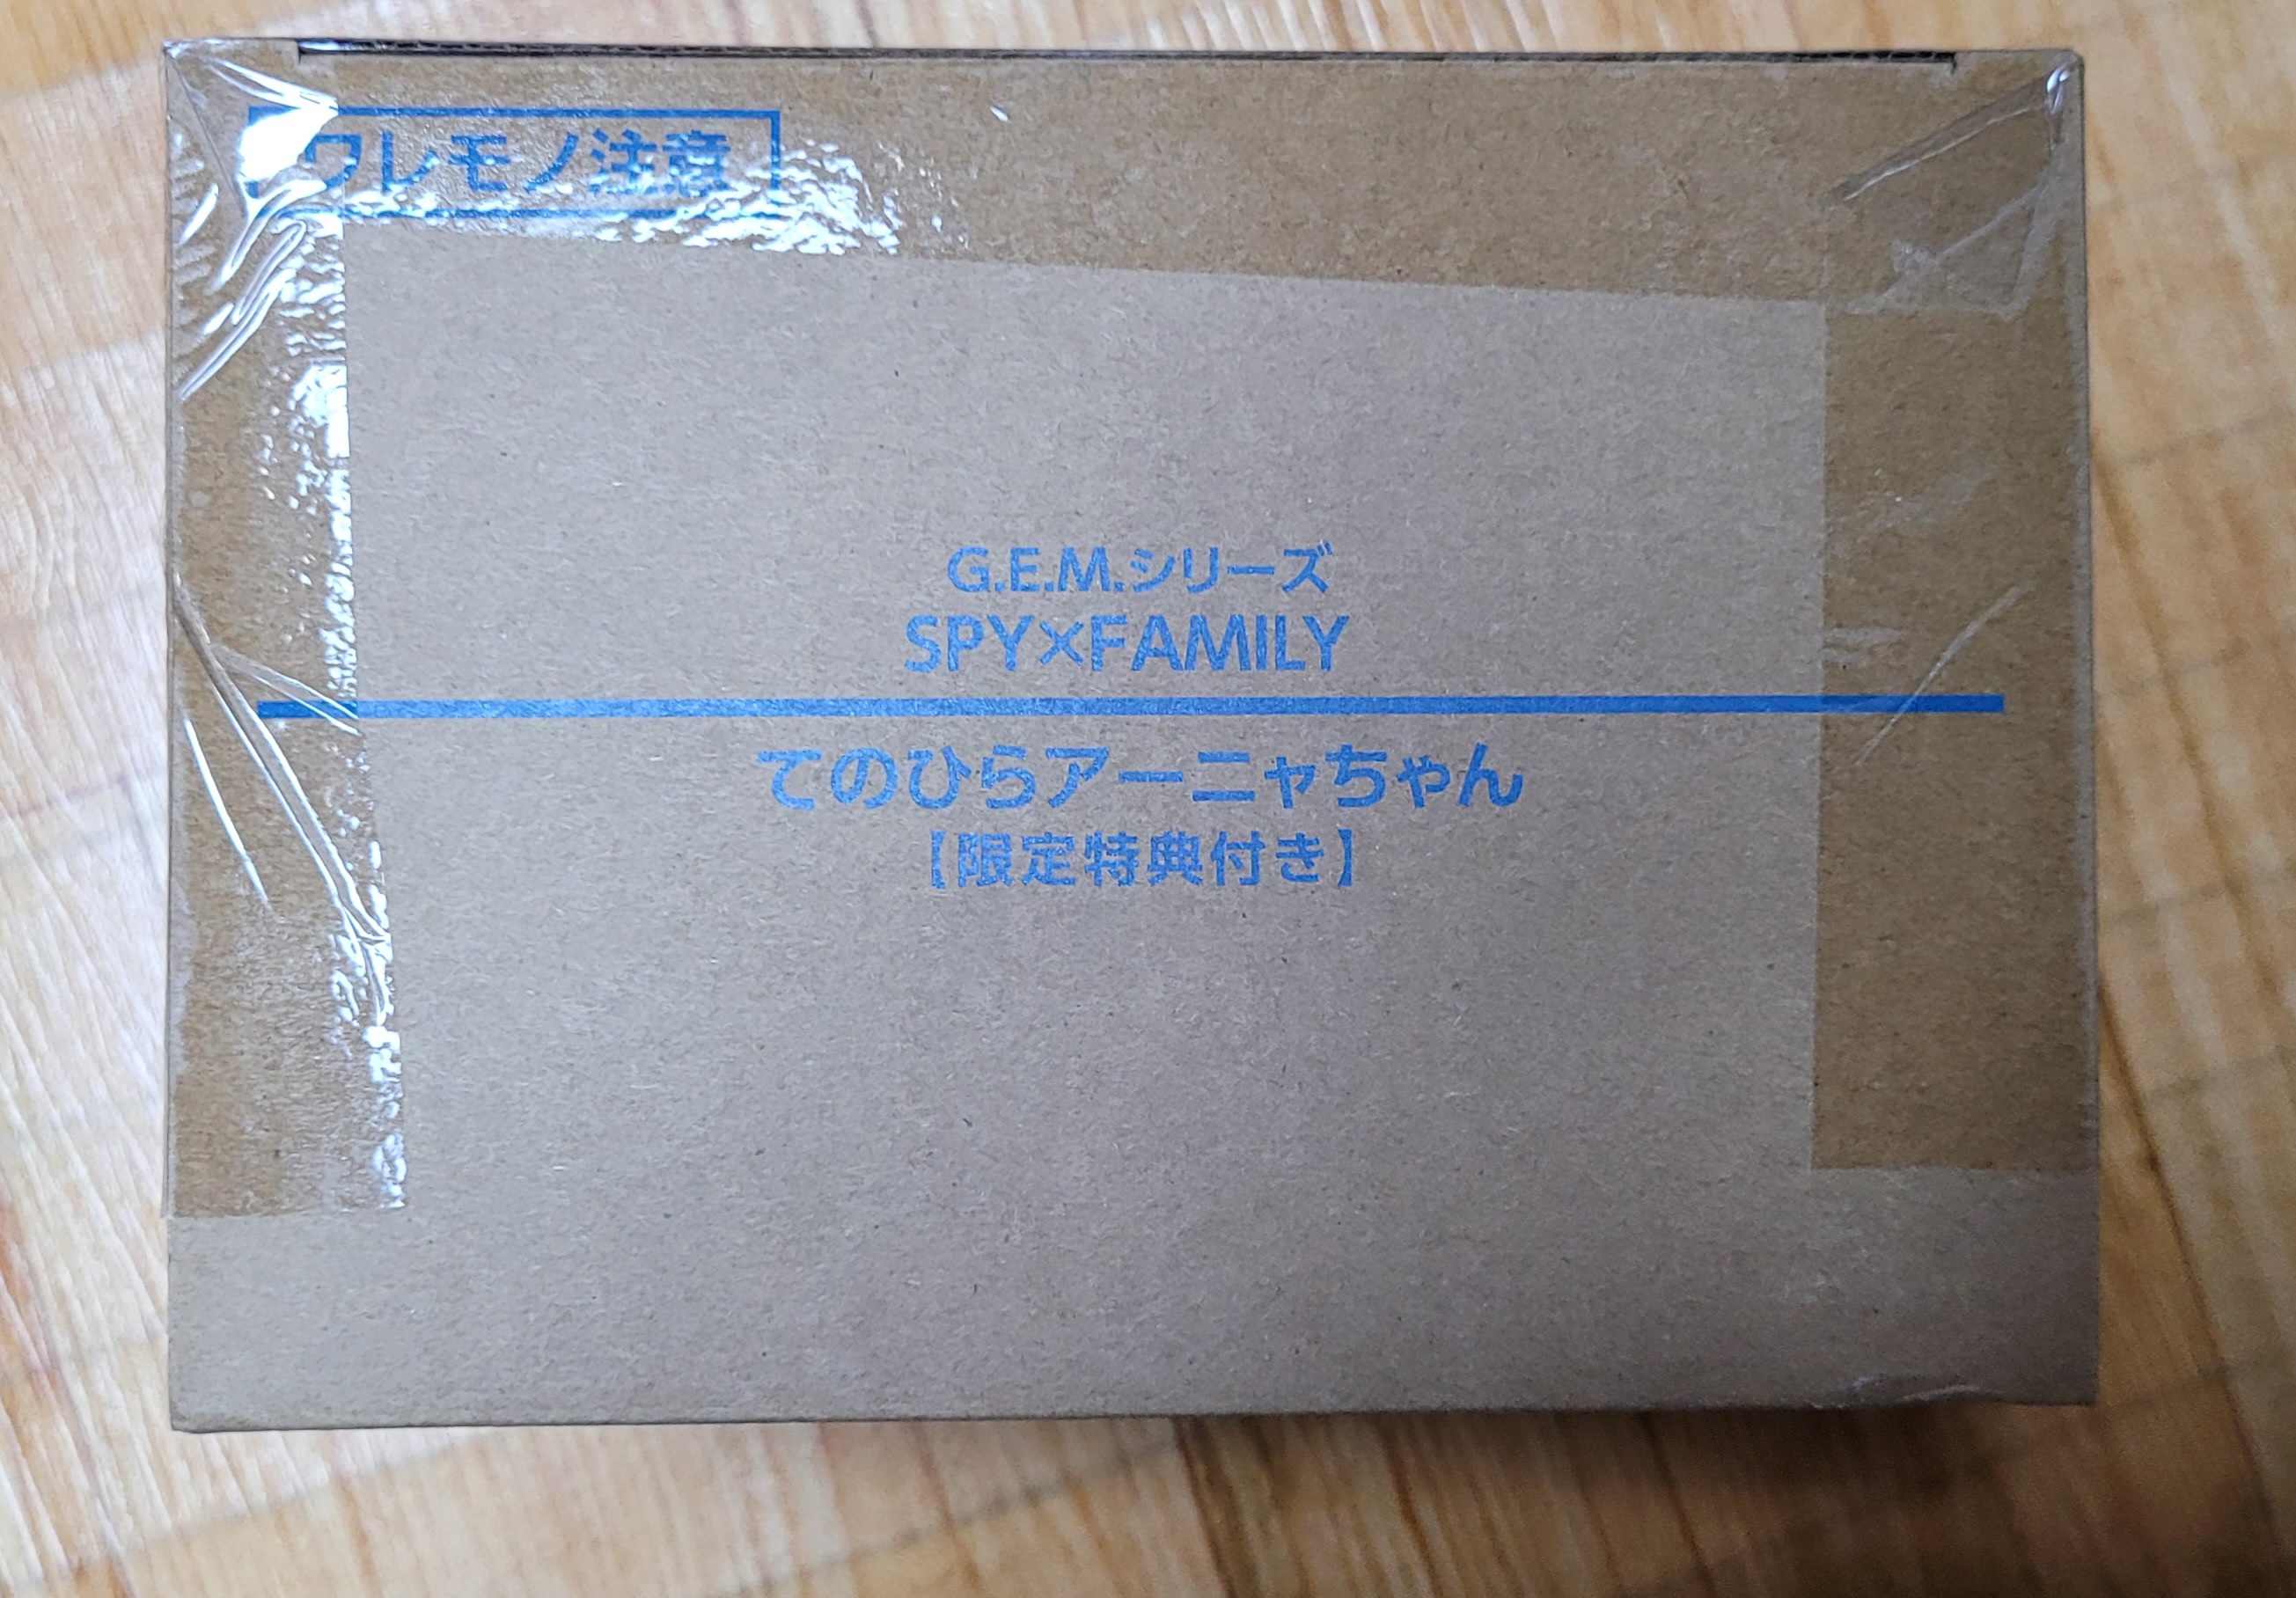 ワレモノ注意
G.E.M.シリーズ
SPY×FAMILY
てのひらアーニャちゃん
【限定特典付き】